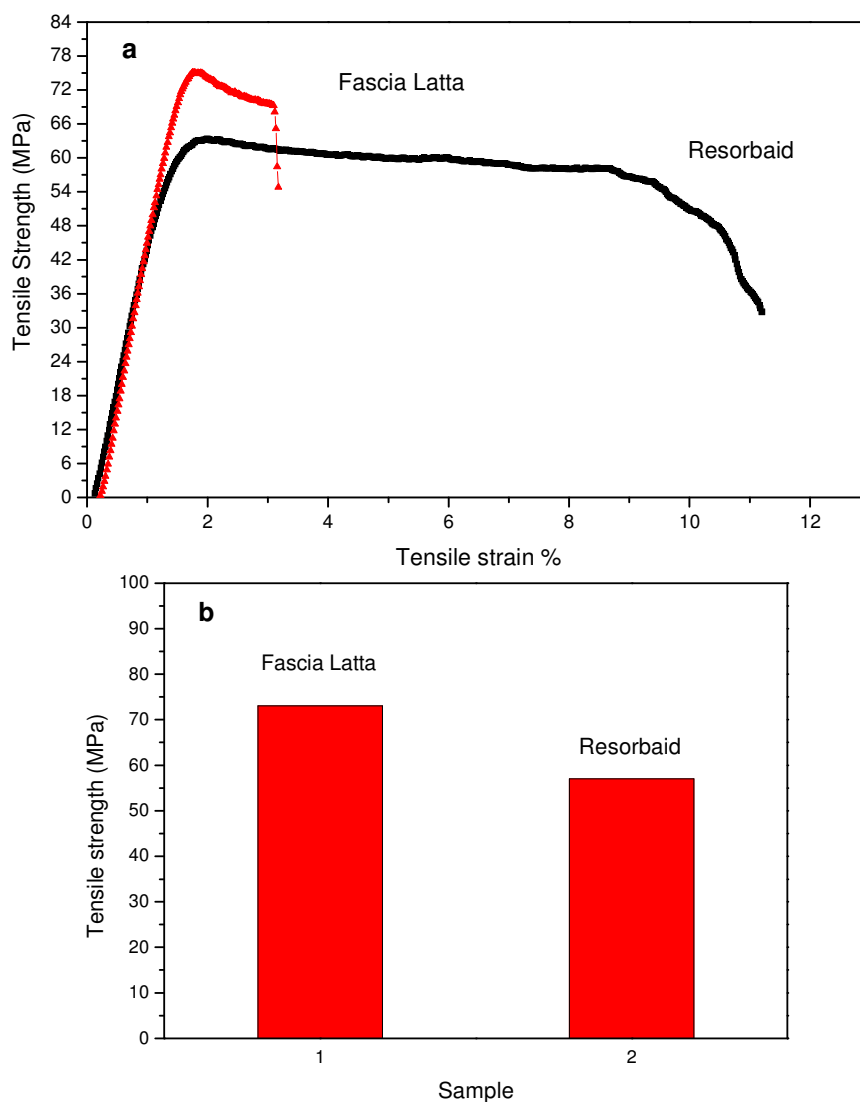 a
Fascia Latta
Resorbaid
Tensile Strength (MPa)
84
78
72
66
60
54
48
42
36
30
24
18
12
6
0
0 2 4 6 8 10 12
Tensile strain %
b
Fascia Latta
Resorbaid
Tensile strength (MPa)
100
90
80
70
60
50
40
30
20
10
0
1 2
Sample